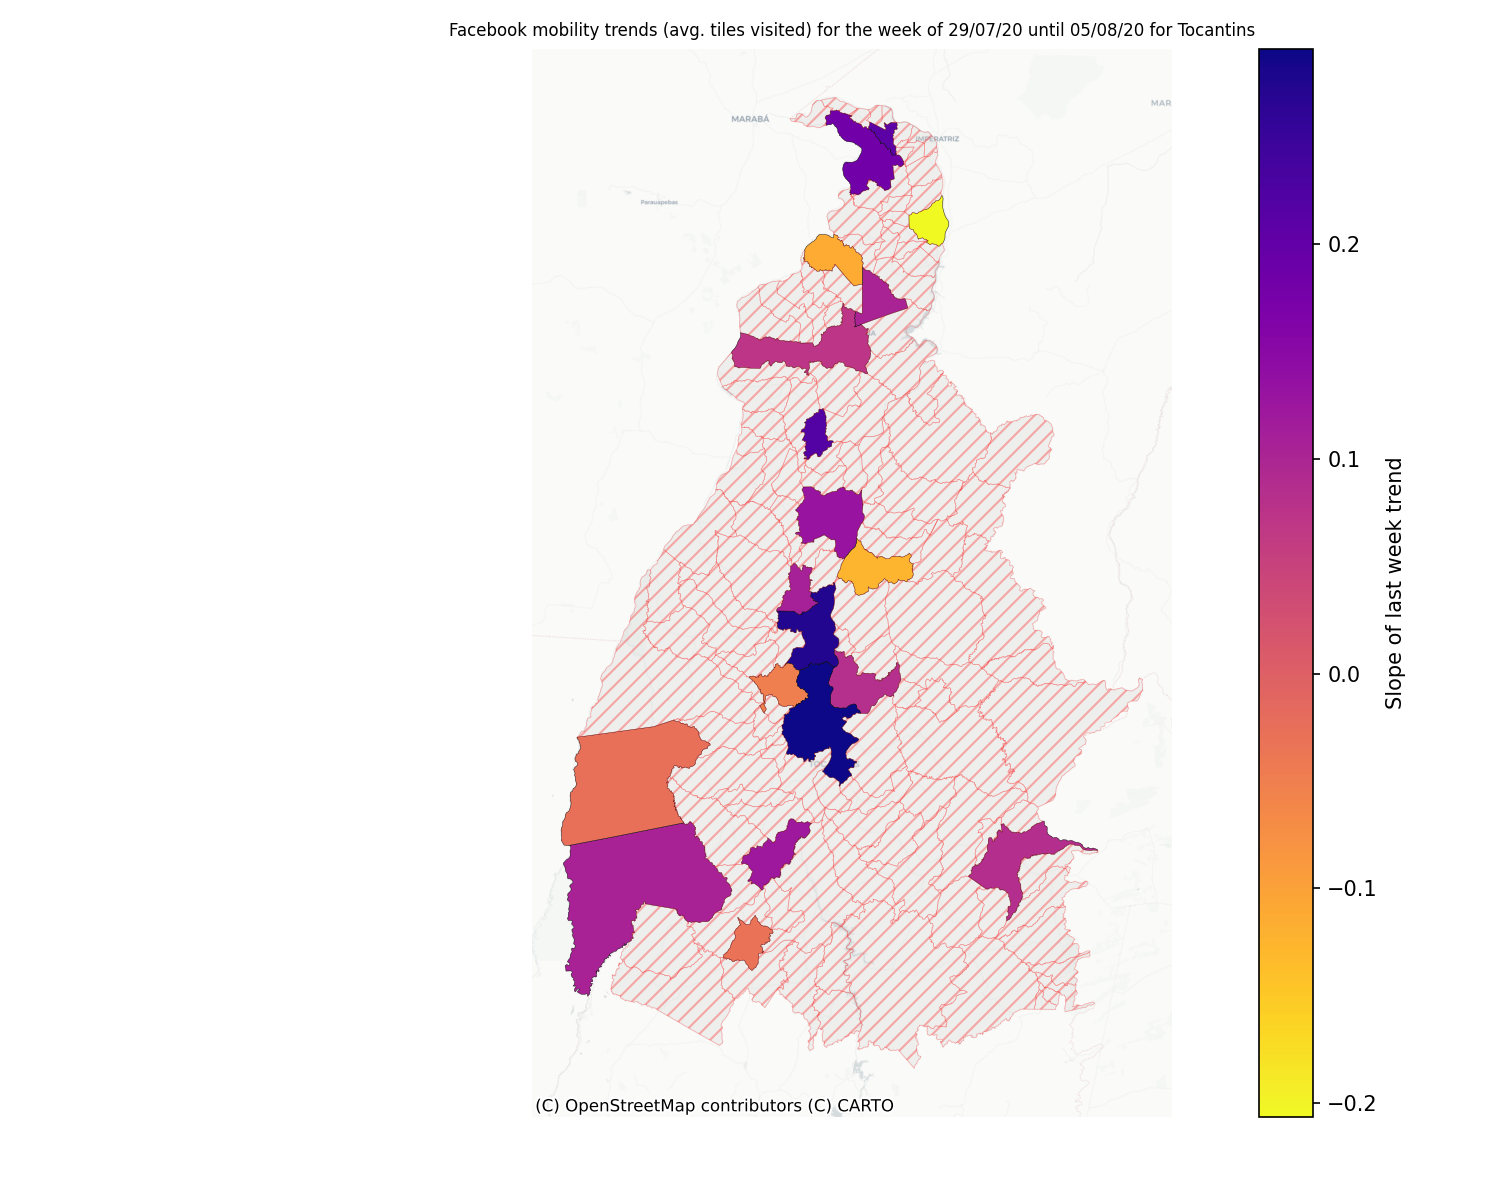 Facebook mobility trends (avg. tiles visited) for the week of 29/07/20 until 05/08/20 for Tocantins
MAR
MARABÁ
IMPERATRIZ
Parauapebas
0.2
0.1
0.0
−0.1
−0.2
Slope of last week trend
(C) OpenStreetMap contributors (C) CARTO